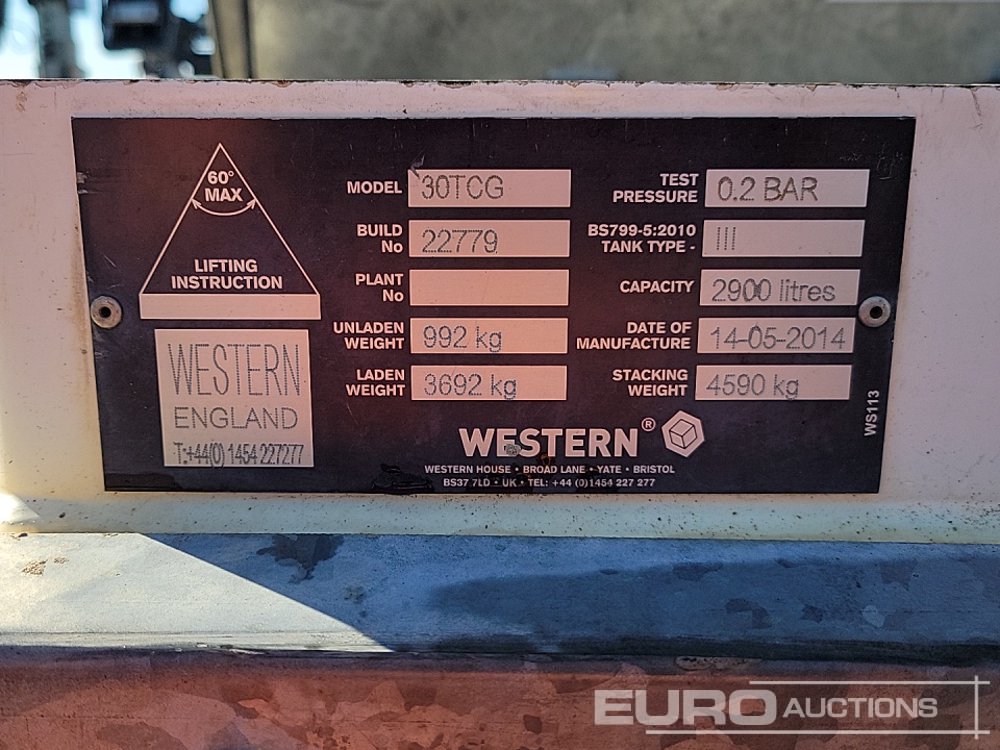 60°
MAX
LIFTING
INSTRUCTION
WESTERN
ENGLAND
T:+44(0) 1454 227277
MODEL 30TCG
BUILD
No 22779
PLANT
No
UNLADEN
WEIGHT 992 kg
LADEN
WEIGHT 3692 kg
TEST
PRESSURE 0.2 BAR
BS799-5:2010
TANK TYPE - III
CAPACITY 2900 litres
DATE OF
MANUFACTURE 14-05-2014
STACKING
WEIGHT 4590 kg
WS113
WESTERN®
WESTERN HOUSE • BROAD LANE • YATE • BRISTOL
BS37 7LD • UK • TEL: +44 (0)1454 227 277
EURO AUCTIONS